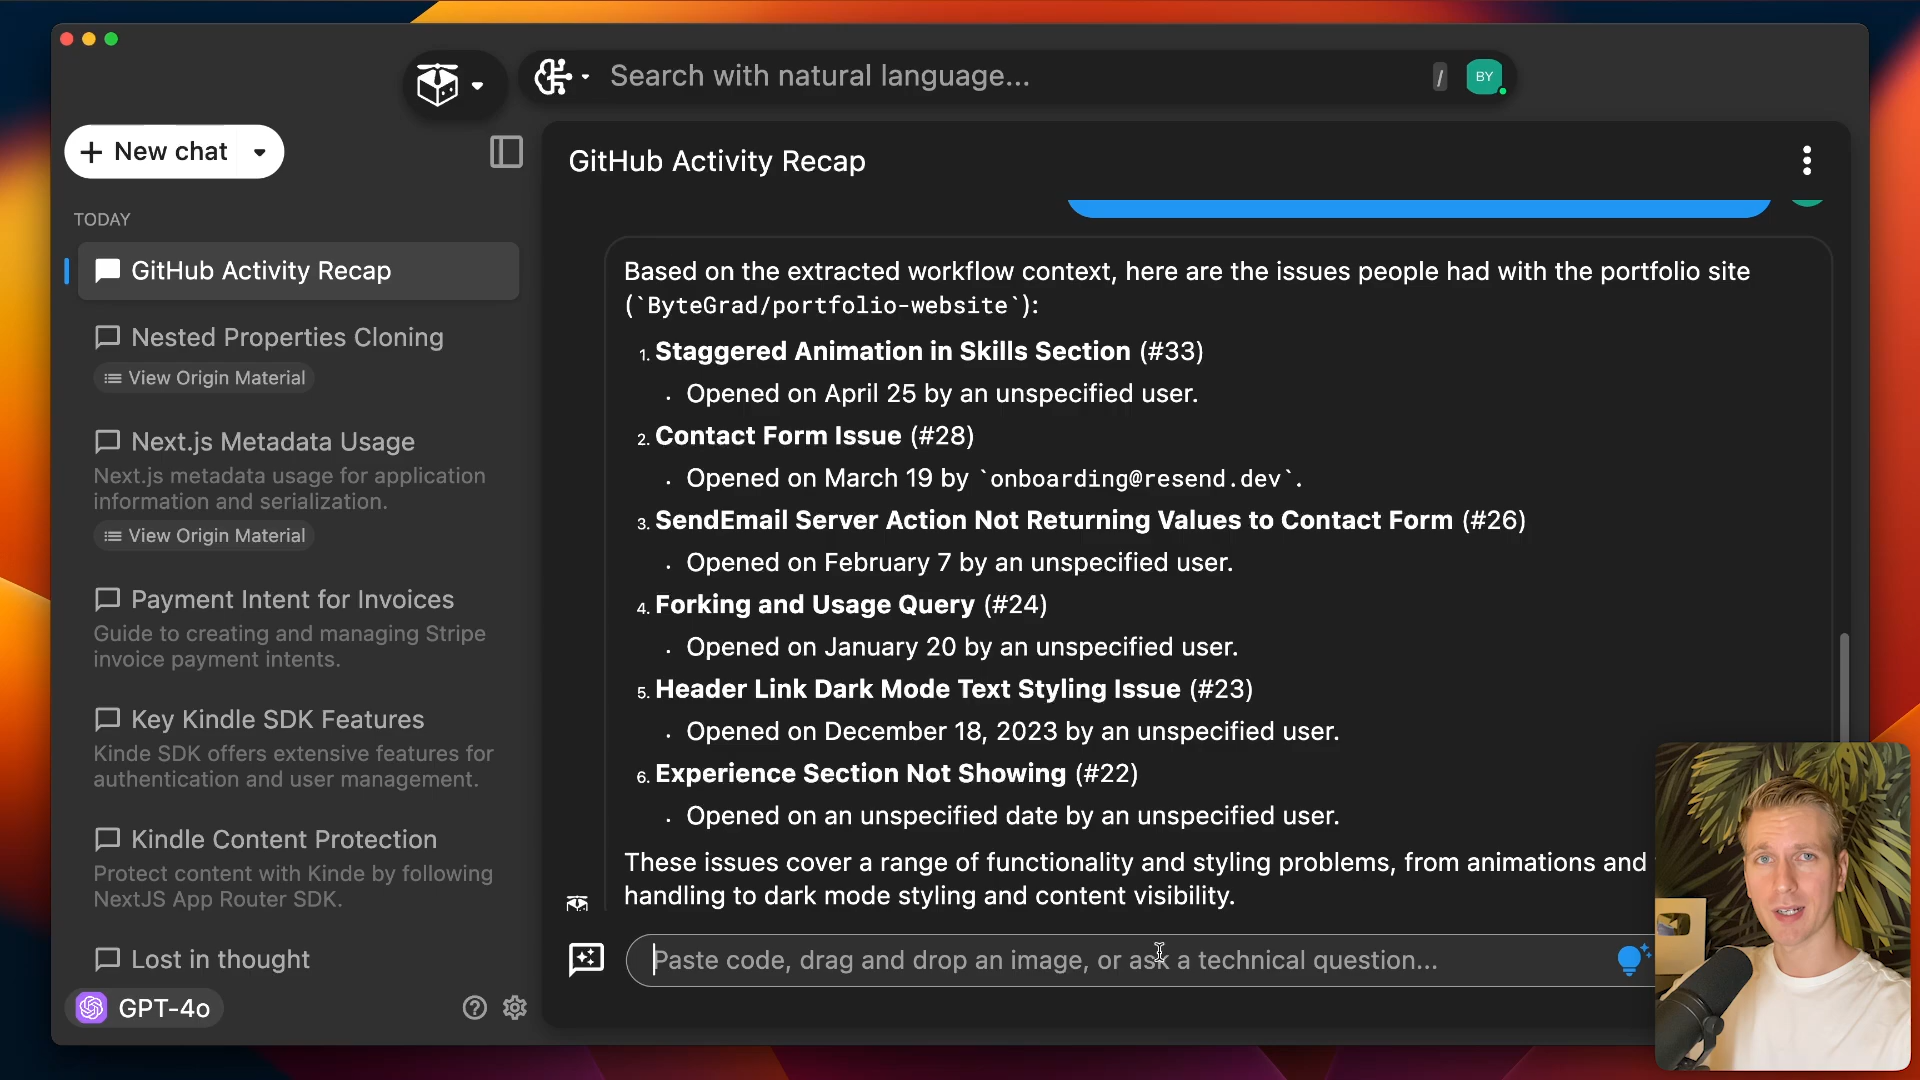 Search with natural language...
/
BY
New chat
GitHub Activity Recap
TODAY
GitHub Activity Recap
Nested Properties Cloning
View Origin Material
Next.js Metadata Usage
Next.js metadata usage for application
information and serialization.
View Origin Material
Payment Intent for Invoices
Guide to creating and managing Stripe
invoice payment intents.
Key Kindle SDK Features
Kinde SDK offers extensive features for
authentication and user management.
Kindle Content Protection
Protect content with Kinde by following
NextJS App Router SDK.
Lost in thought
GPT-4o
Based on the extracted workflow context, here are the issues people had with the portfolio site
(`ByteGrad/portfolio-website`):
1. Staggered Animation in Skills Section (#33)
• Opened on April 25 by an unspecified user.
2. Contact Form Issue (#28)
• Opened on March 19 by `onboarding@resend.dev`.
3. SendEmail Server Action Not Returning Values to Contact Form (#26)
• Opened on February 7 by an unspecified user.
4. Forking and Usage Query (#24)
• Opened on January 20 by an unspecified user.
5. Header Link Dark Mode Text Styling Issue (#23)
• Opened on December 18, 2023 by an unspecified user.
6. Experience Section Not Showing (#22)
• Opened on an unspecified date by an unspecified user.
These issues cover a range of functionality and styling problems, from animations and
handling to dark mode styling and content visibility.
Paste code, drag and drop an image, or ask a technical question...